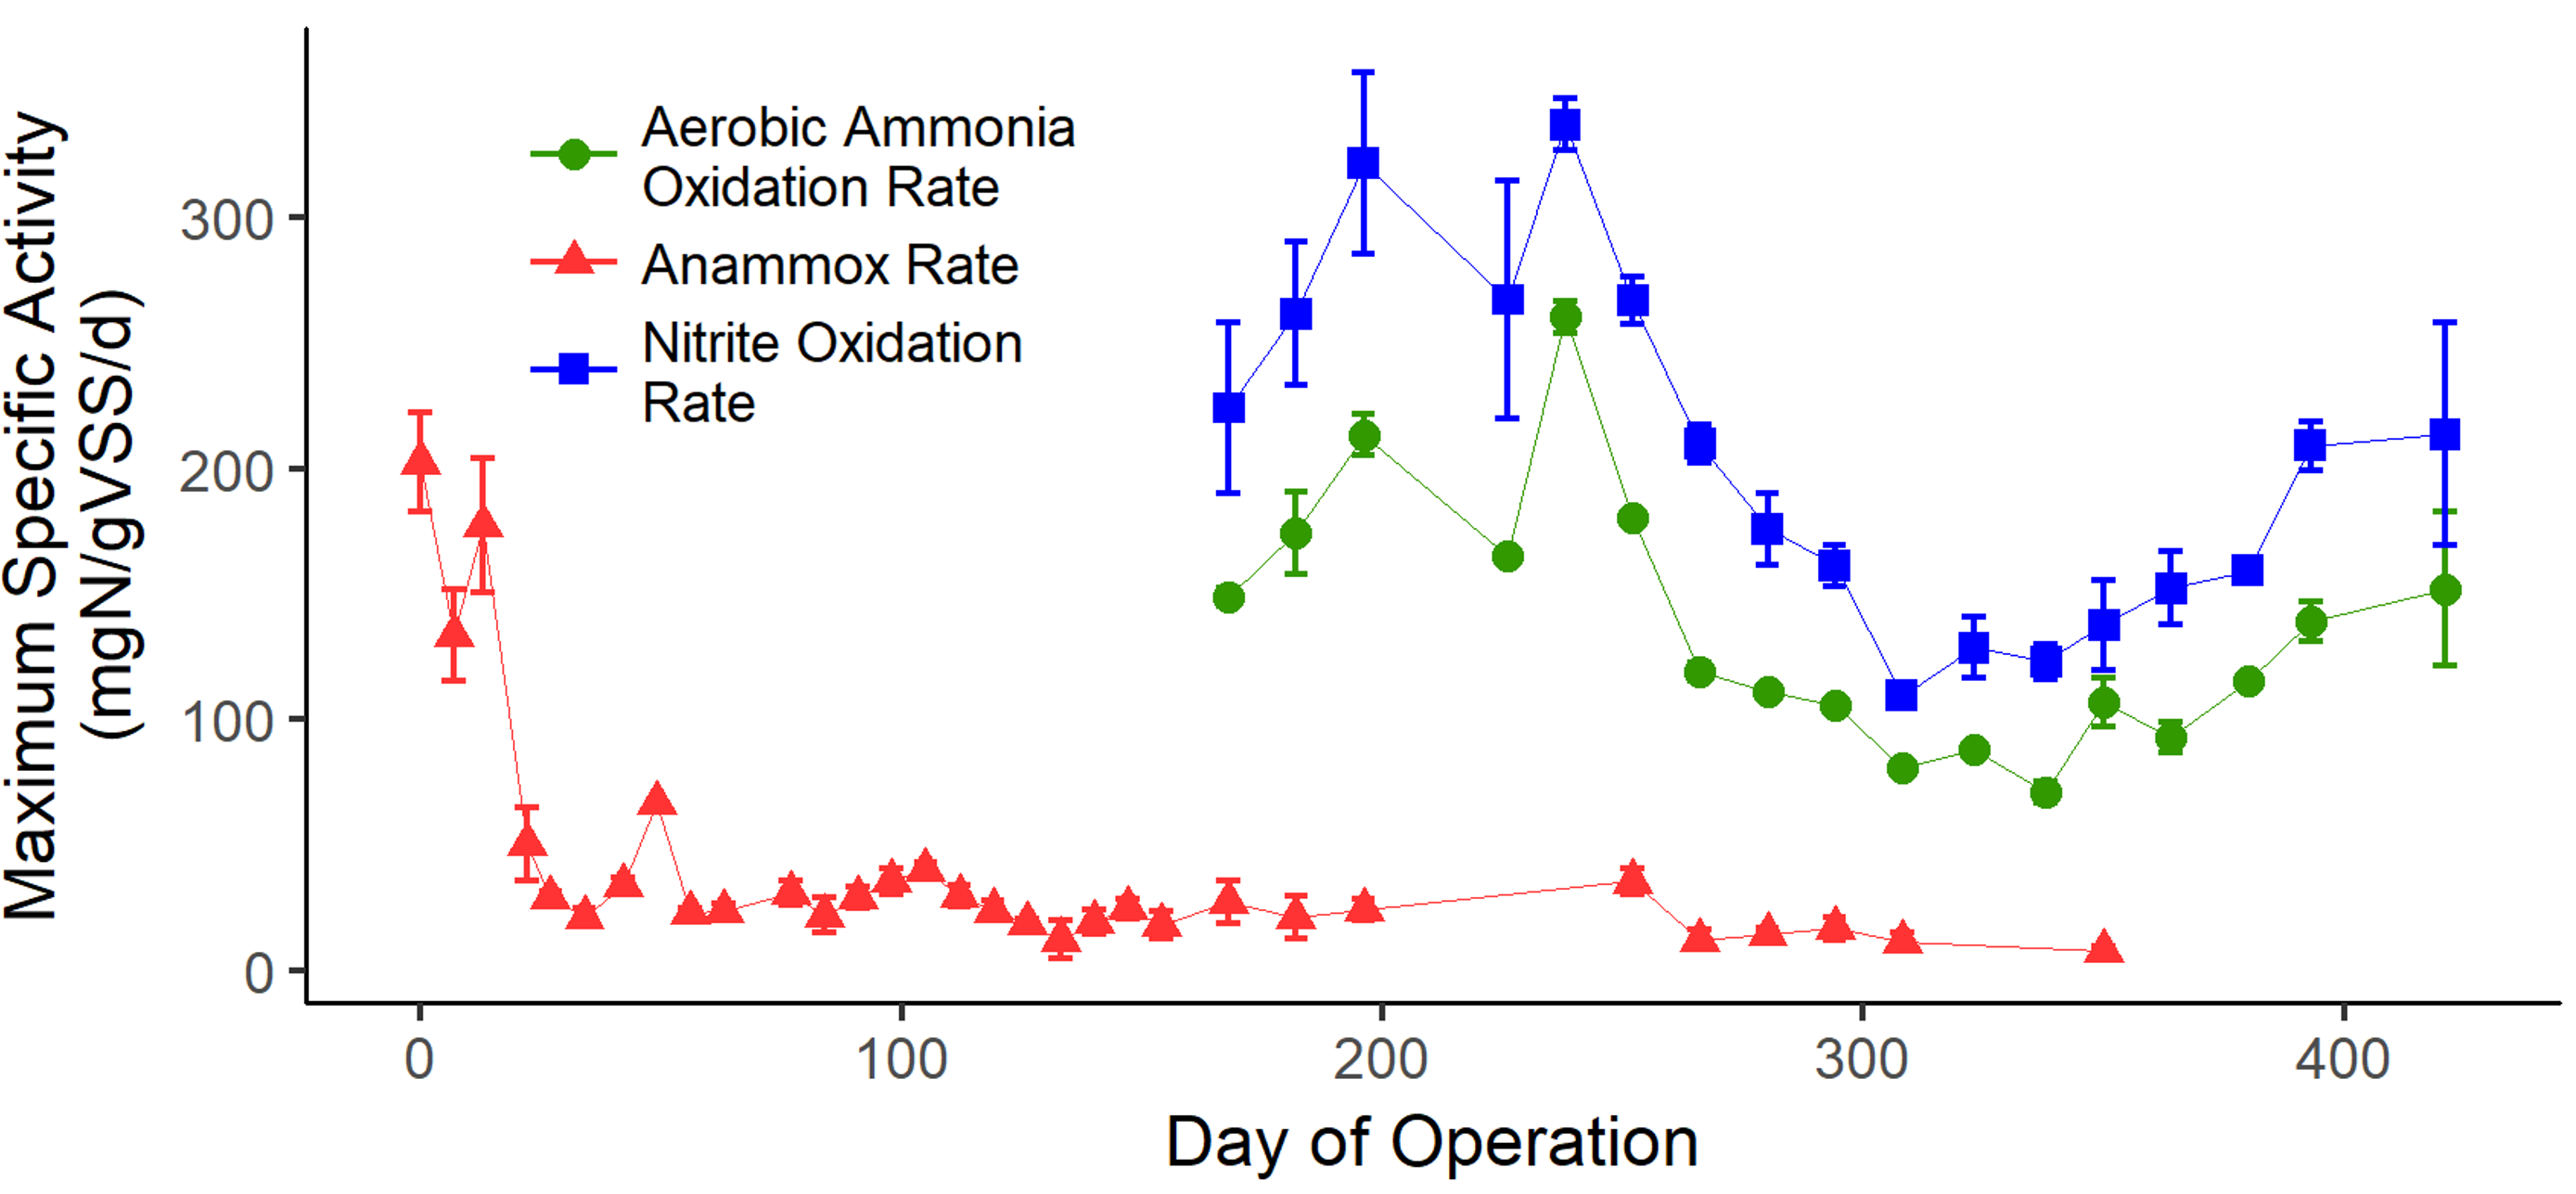 Maximum Specific Activity
(mgN/gVSS/d)
300
200
100
0
Aerobic Ammonia
Oxidation Rate
Anammox Rate
Nitrite Oxidation
Rate
0
100
200
300
400
Day of Operation